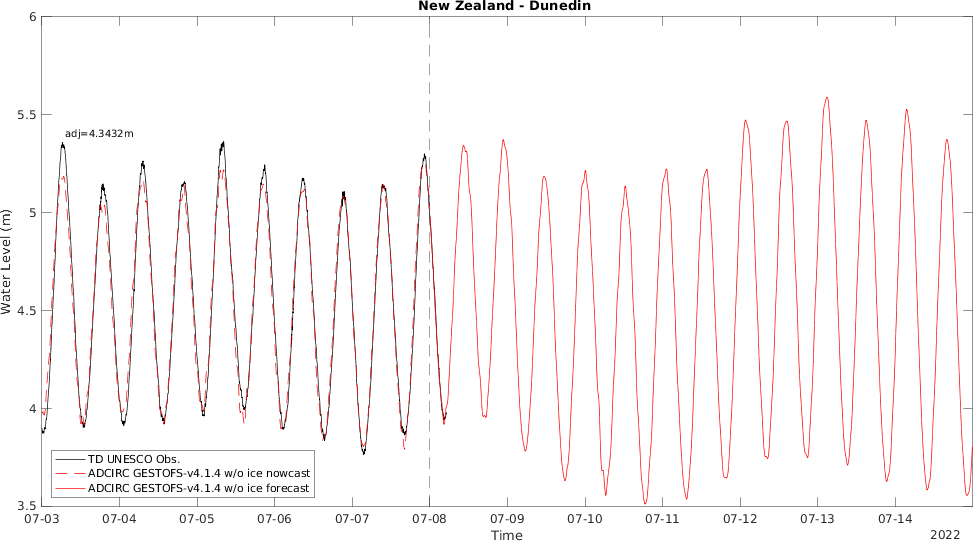 New Zealand - Dunedin
6
5.5
5
4.5
4
3.5
Water Level (m)
adj=4.3432m
TD UNESCO Obs.
ADCIRC GESTOFS-v4.1.4 w/o ice nowcast
ADCIRC GESTOFS-v4.1.4 w/o ice forecast
07-03 07-04 07-05 07-06 07-07 07-08 07-09 07-10 07-11 07-12 07-13 07-14
Time
2022